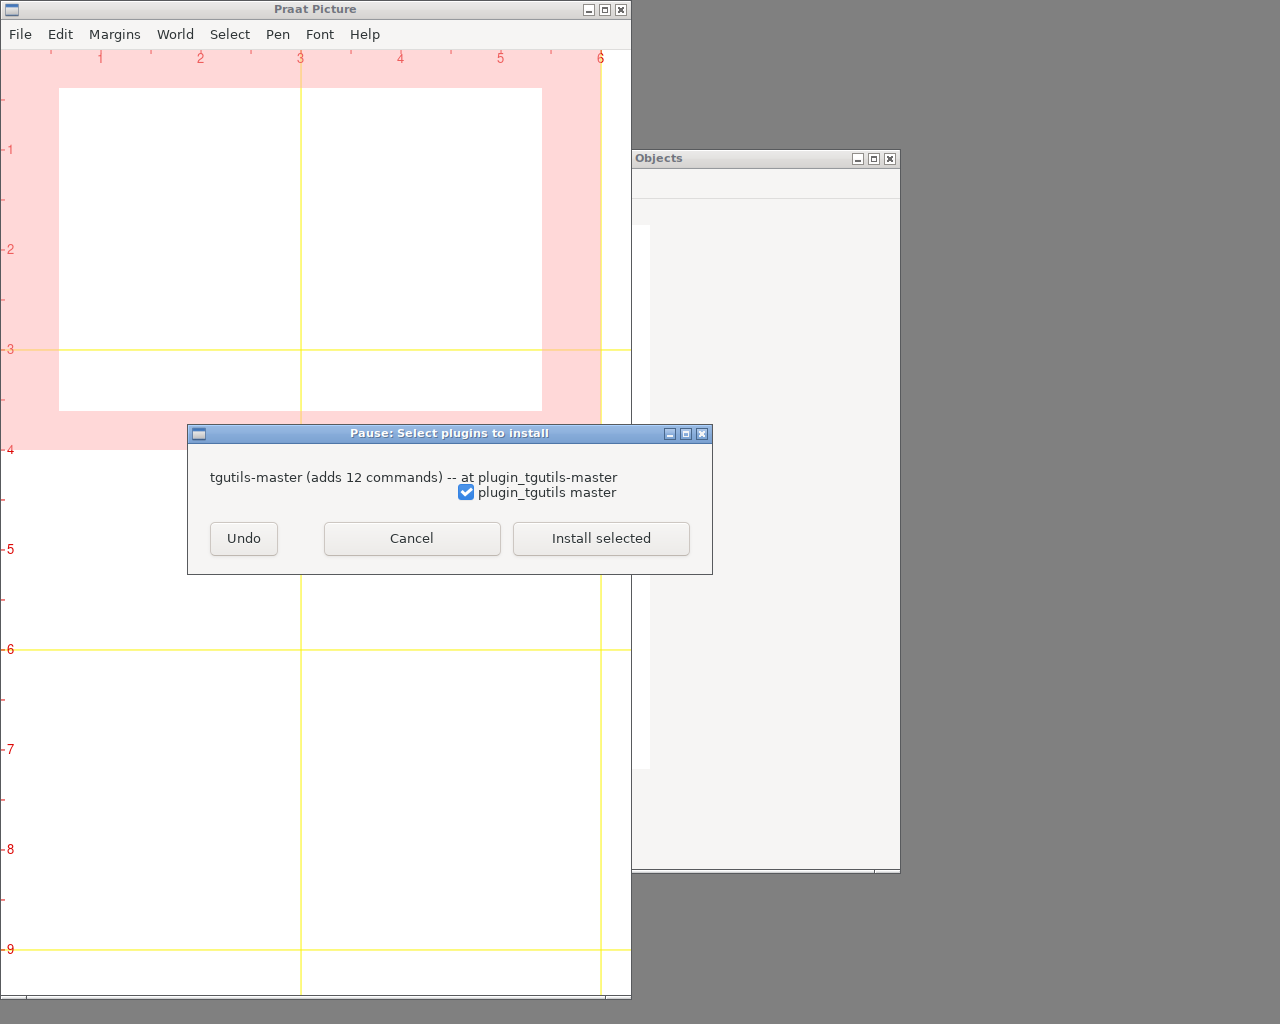 Praat Picture
File Edit Margins World Select Pen Font Help
1 2 3 4 5 6
1
2
3
4
5
6
7
8
9
Objects
Pause: Select plugins to install
tgutils-master (adds 12 commands) -- at plugin_tgutils-master
plugin_tgutils master
Undo Cancel Install selected